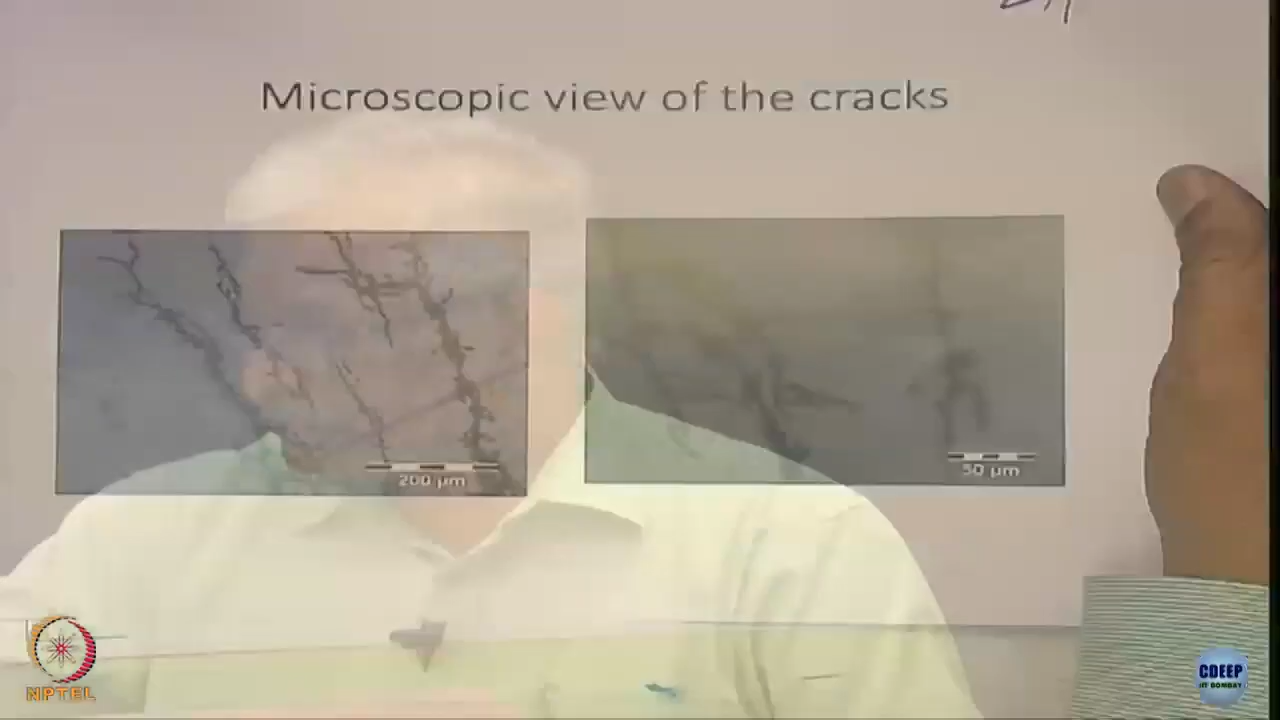 Microscopic view of the cracks
200 µm
50 µm
NPTEL
CDEEP
IIT BOMBAY